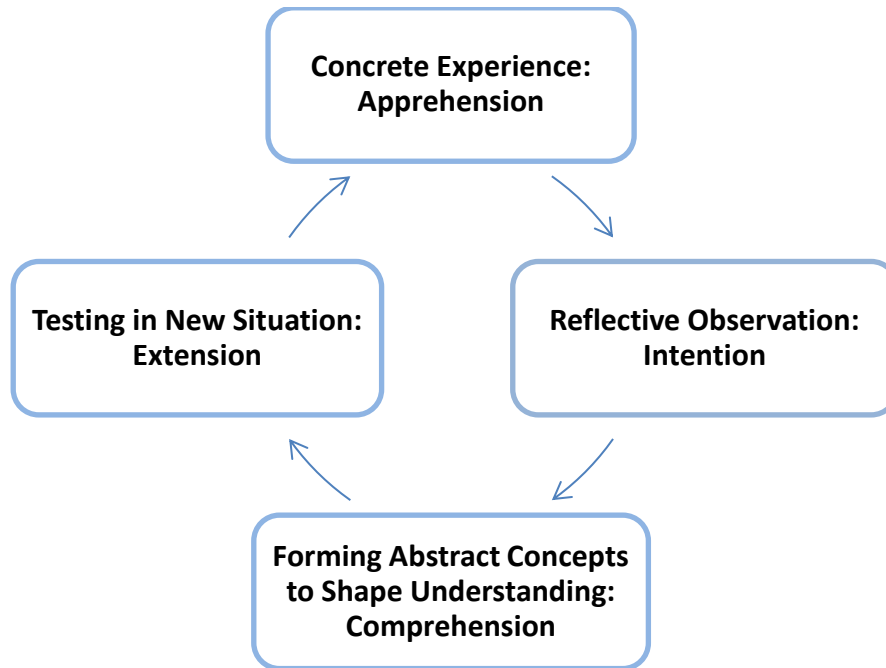 Concrete Experience:
Apprehension
Reflective Observation:
Intention
Forming Abstract Concepts
to Shape Understanding:
Comprehension
Testing in New Situation:
Extension